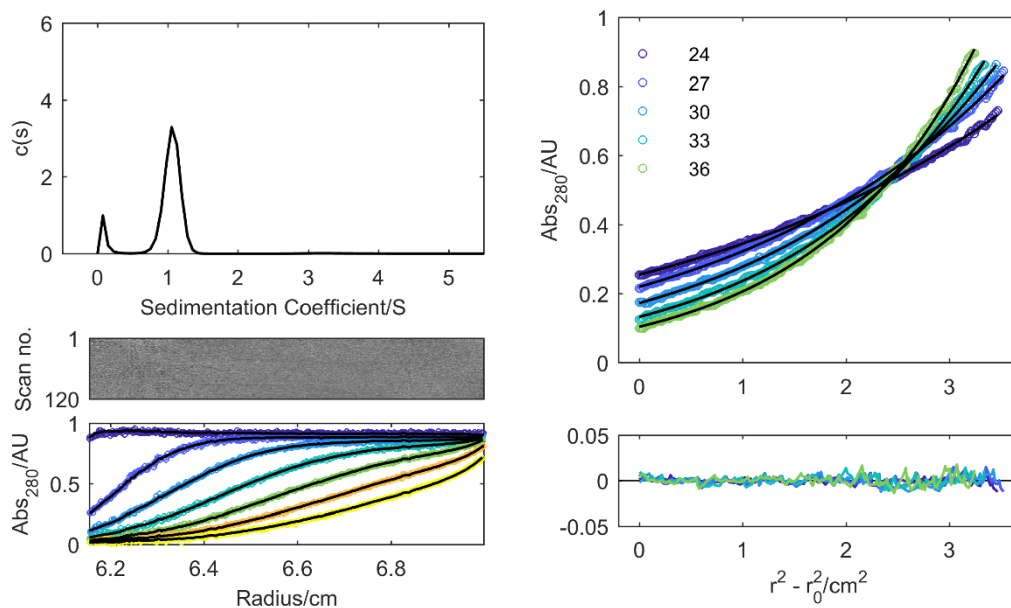 6
4
2
0
c(s)
0 1 2 3 4 5
Sedimentation Coefficient/S
1
120
Scan no.
1
0.5
0
Abs280/AU
6.2 6.4 6.6 6.8
Radius/cm
1
0.8
0.6
0.4
0.2
0
Abs280/AU
24
27
30
33
36
0 1 2 3
0.05
0
-0.05
0 1 2 3
r² - r₀²/cm²